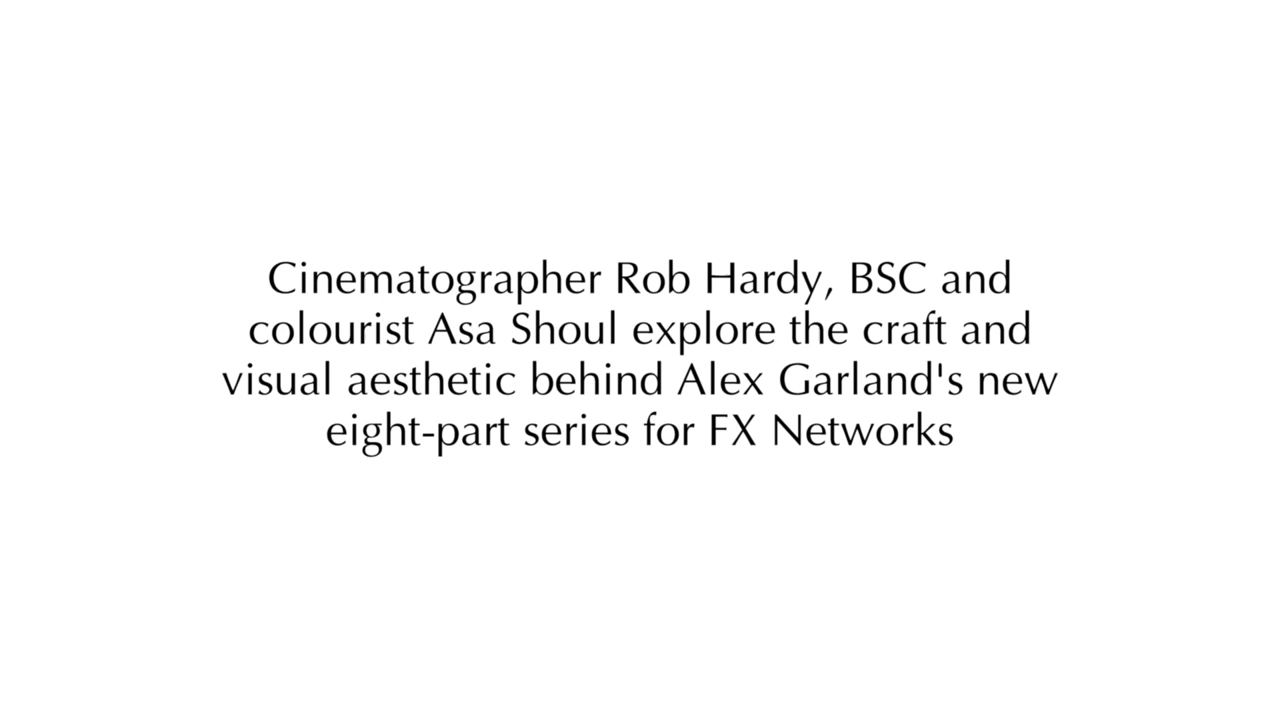 Cinematographer Rob Hardy, BSC and
colourist Asa Shoul explore the craft and
visual aesthetic behind Alex Garland's new
eight-part series for FX Networks